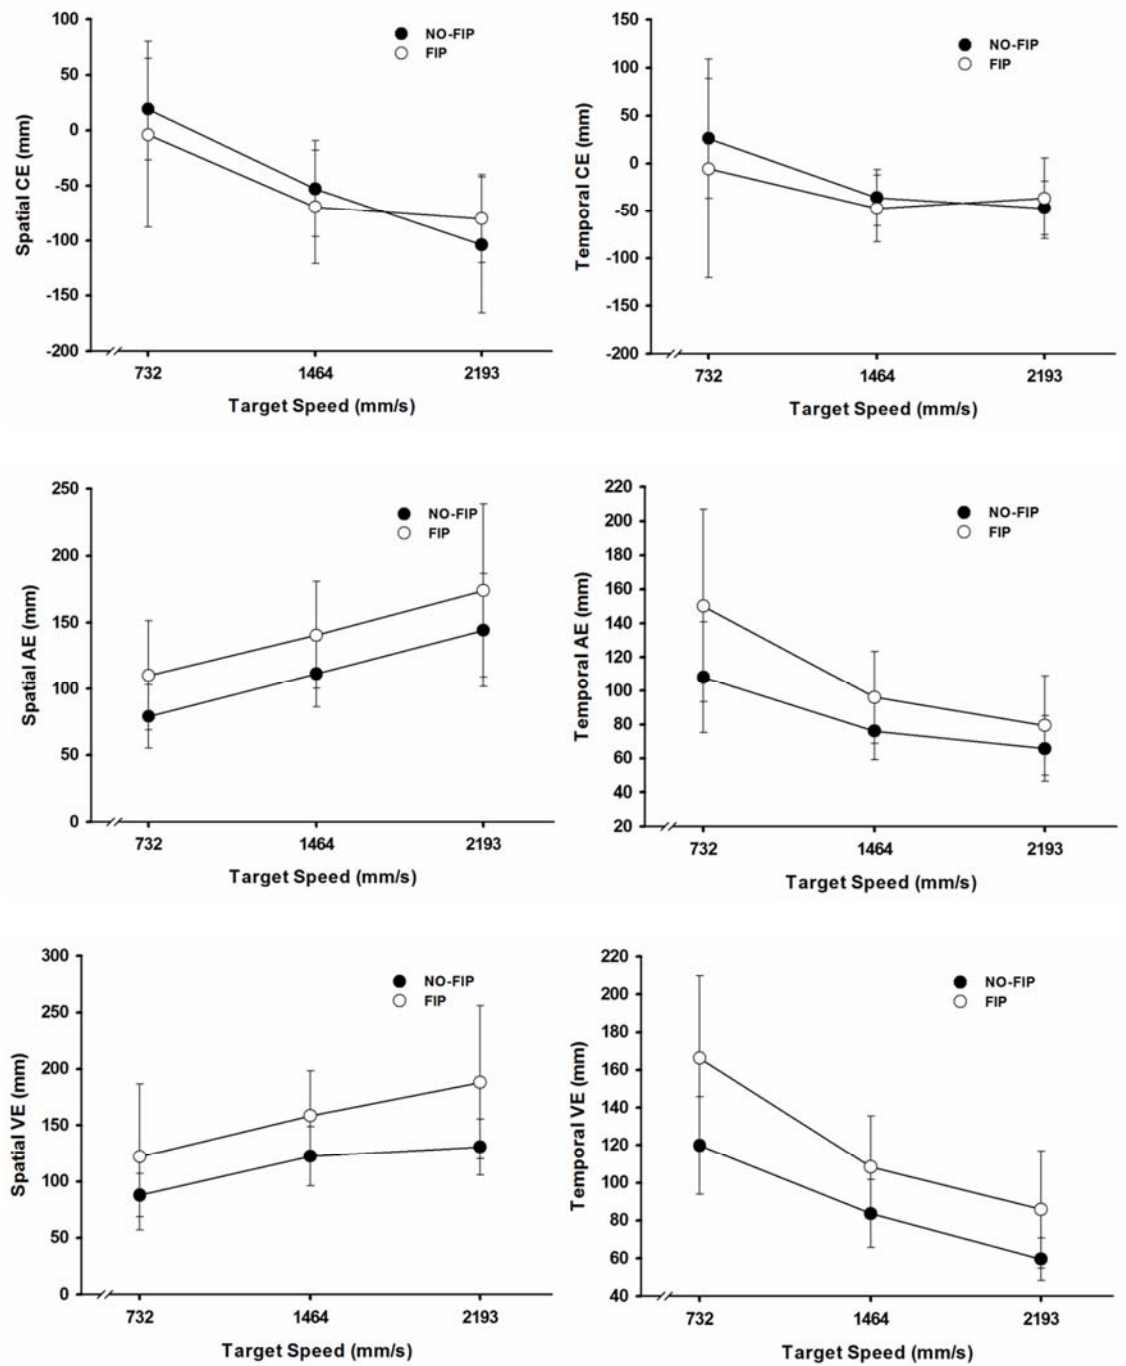 100
50
0
-50
-100
-150
-200
Spatial CE (mm)
NO-FIP
FIP
732 1464 2193
Target Speed (mm/s)
150
100
50
0
-50
-100
-150
-200
Temporal CE (mm)
NO-FIP
FIP
732 1464 2193
Target Speed (mm/s)
250
200
150
100
50
0
Spatial AE (mm)
NO-FIP
FIP
732 1464 2193
Target Speed (mm/s)
220
200
180
160
140
120
100
80
60
40
20
Temporal AE (mm)
NO-FIP
FIP
732 1464 2193
Target Speed (mm/s)
300
250
200
150
100
50
0
Spatial VE (mm)
NO-FIP
FIP
732 1464 2193
Target Speed (mm/s)
220
200
180
160
140
120
100
80
60
40
Temporal VE (mm)
NO-FIP
FIP
732 1464 2193
Target Speed (mm/s)